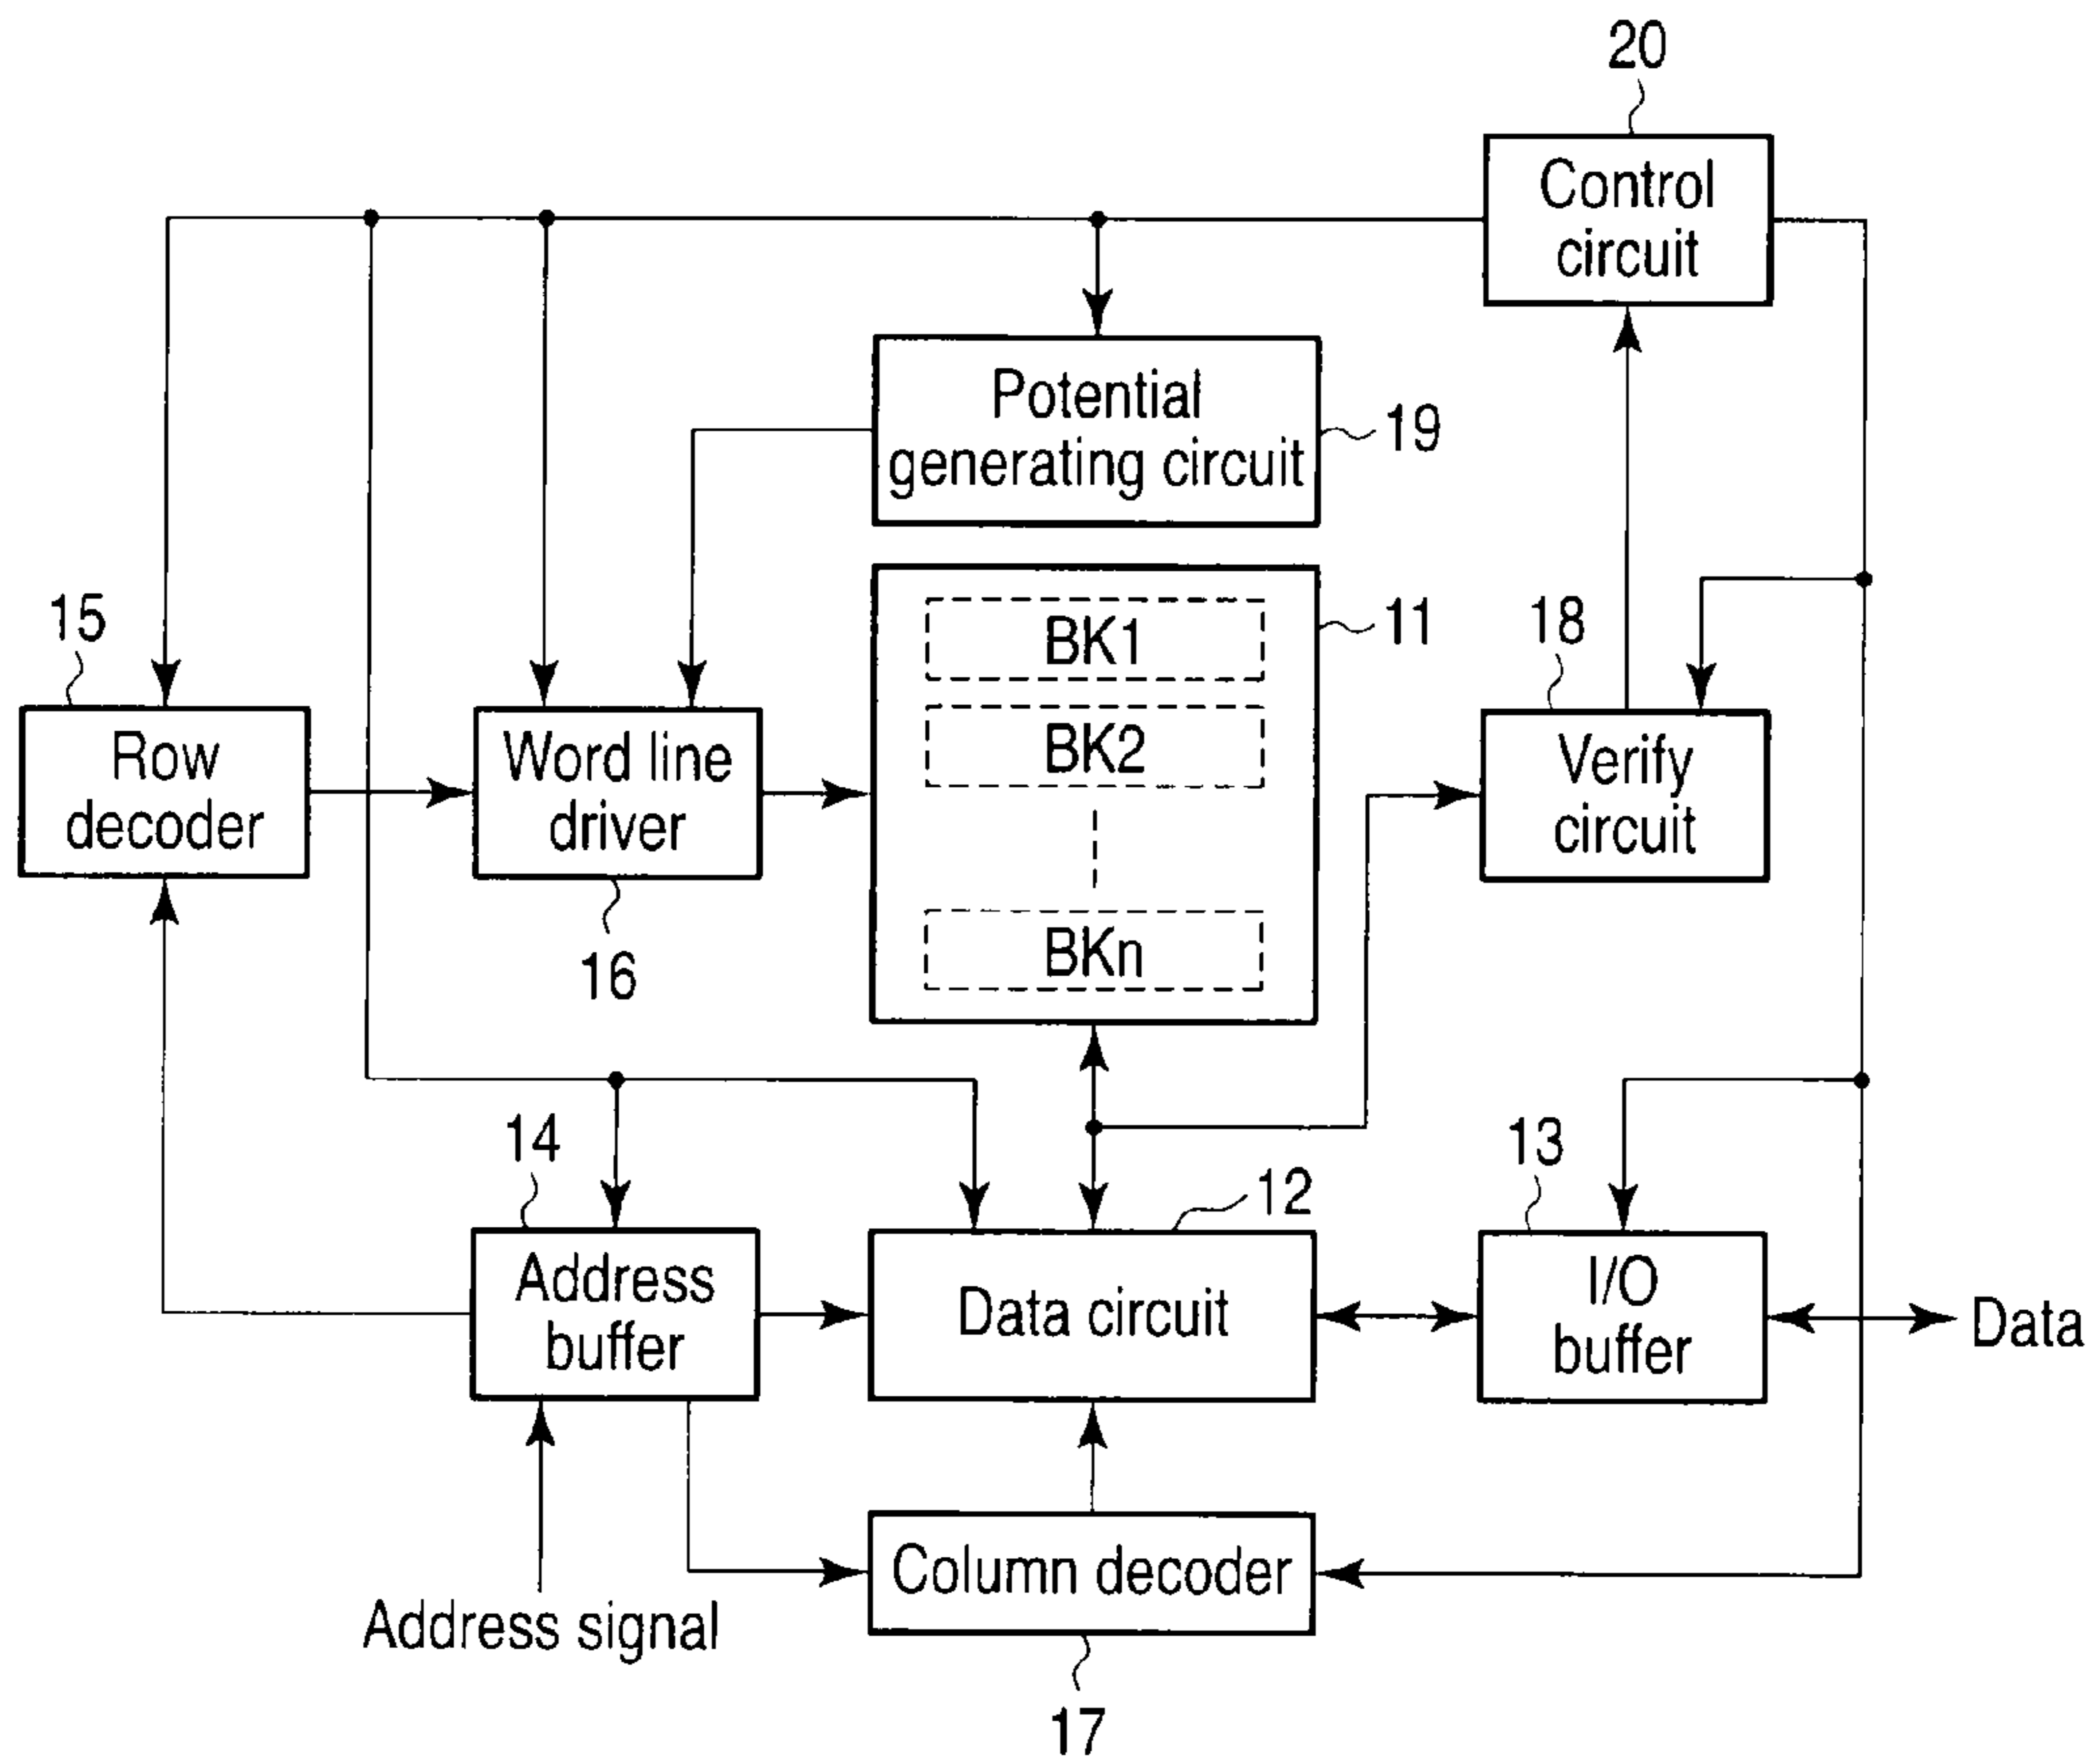 20
Control
circuit
Potential
generating circuit
19
15
BK1
11
18
Row
decoder
Word line
driver
BK2
Verify
circuit
16
BKn
14
12
13
Address
buffer
Data circuit
I/O
buffer
Data
Column decoder
Address signal
17